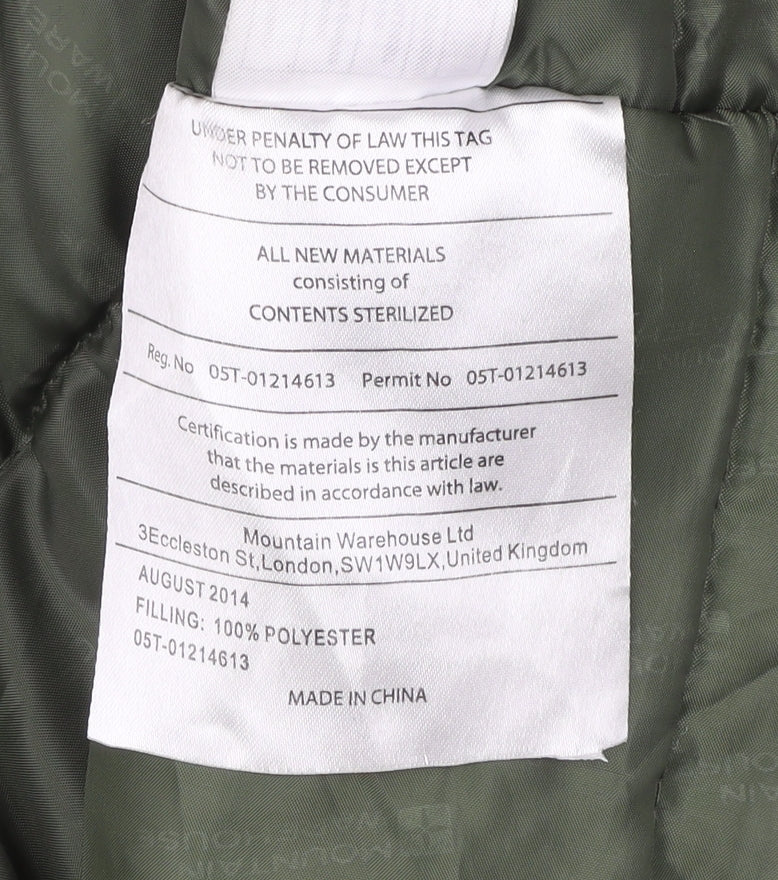 UNDER PENALTY OF LAW THIS TAG
NOT TO BE REMOVED EXCEPT
BY THE CONSUMER
ALL NEW MATERIALS
consisting of
CONTENTS STERILIZED
Reg. No 05T-01214613 Permit No 05T-01214613
Certification is made by the manufacturer
that the materials is this article are
described in accordance with law.
Mountain Warehouse Ltd
3Eccleston St,London,SW1W9LX,United Kingdom
AUGUST 2014
FILLING: 100% POLYESTER
05T-01214613
MADE IN CHINA
MOUNTAIN
WAREHOUSE